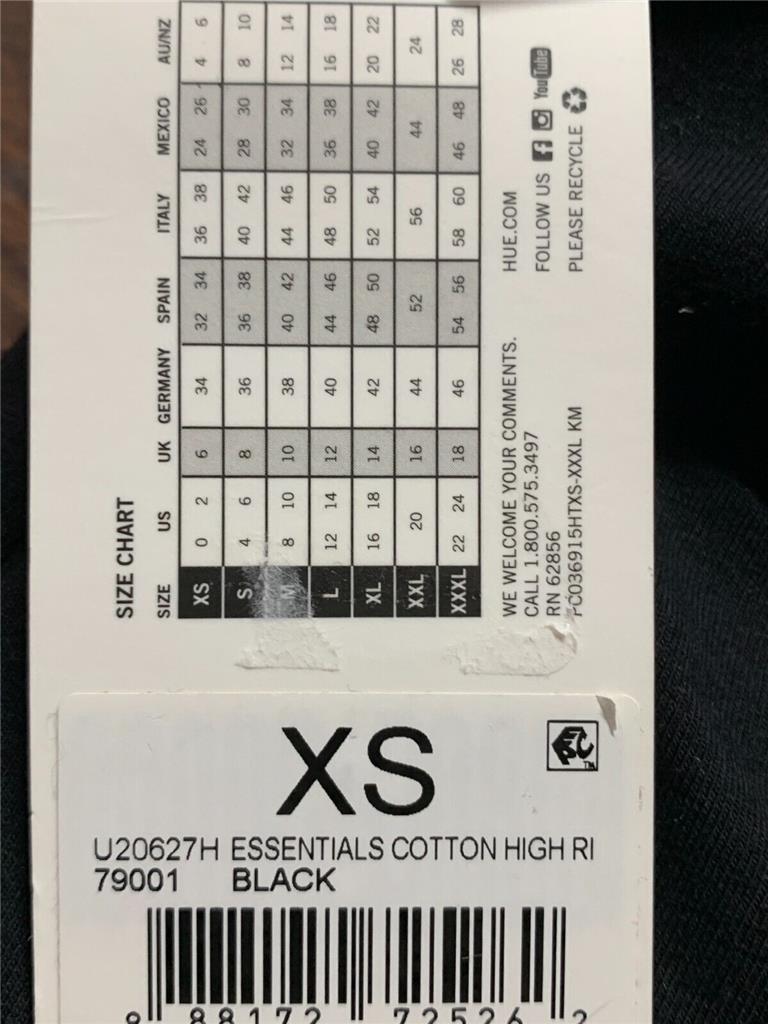 SIZE CHART
SIZE US UK GERMANY SPAIN ITALY MEXICO AU/NZ
XS 0 2 6 34 32 34 36 38 24 26 4 6
S 4 6 8 36 36 38 40 42 28 30 8 10
M 8 10 10 38 40 42 44 46 32 34 12 14
L 12 14 12 40 44 46 48 50 36 38 16 18
XL 16 18 14 42 48 50 52 54 40 42 20 22
XXL 20 16 44 52 56 44 24
XXXL 22 24 18 46 54 56 58 60 46 48 26 28
WE WELCOME YOUR COMMENTS.
CALL 1.800.575.3497
RN 62856
PC036915HTXS-XXXL KM
HUE.COM
FOLLOW US f YouTube
PLEASE RECYCLE
XS
U20627H ESSENTIALS COTTON HIGH RI
79001 BLACK
8 88172 72526 2